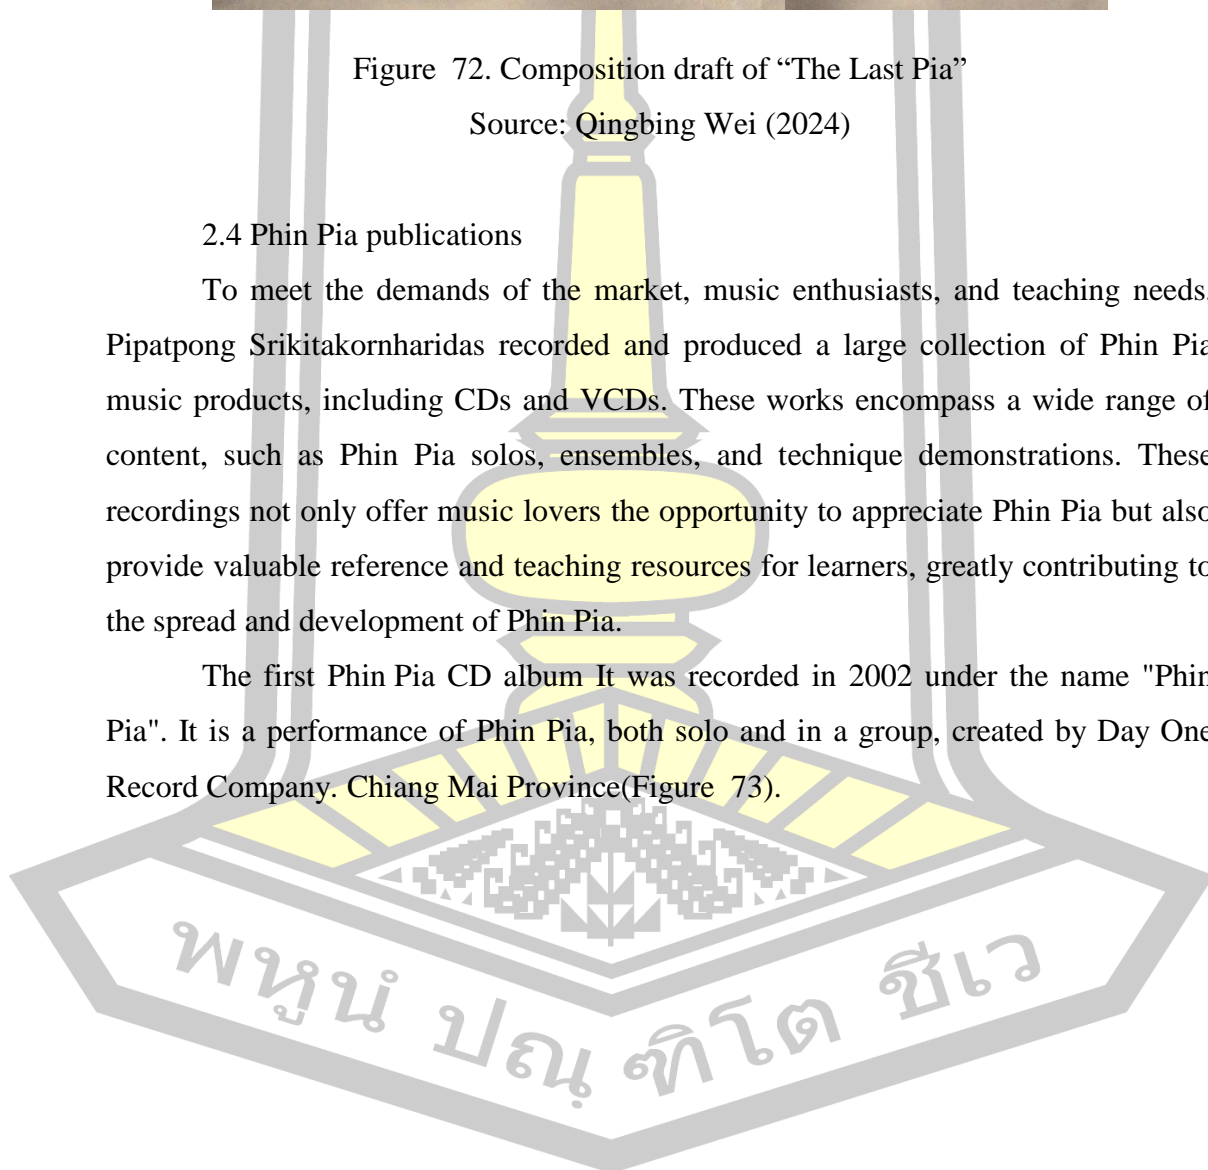 Figure  72. Composition draft of “The Last Pia”
Source: Qingbing Wei (2024)
2.4 Phin Pia publications
To meet the demands of the market, music enthusiasts, and teaching needs,
Pipatpong Srikitakornharidas recorded and produced a large collection of Phin Pia
music products, including CDs and VCDs. These works encompass a wide range of
content, such as Phin Pia solos, ensembles, and technique demonstrations. These
recordings not only offer music lovers the opportunity to appreciate Phin Pia but also
provide valuable reference and teaching resources for learners, greatly contributing to
the spread and development of Phin Pia.
The first Phin Pia CD album It was recorded in 2002 under the name "Phin
Pia". It is a performance of Phin Pia, both solo and in a group, created by Day One
Record Company. Chiang Mai Province(Figure  73).
พหูนํ ปณฺฑิโต ชีเว